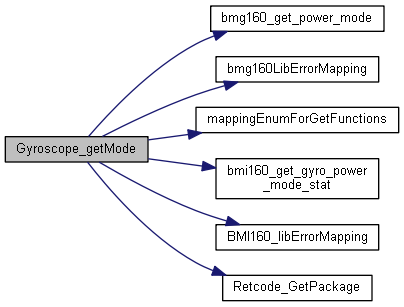 bmg160_get_power_mode
bmg160LibErrorMapping
mappingEnumForGetFunctions
Gyroscope_getMode
bmi160_get_gyro_power
_mode_stat
BMI160_libErrorMapping
Retcode_GetPackage